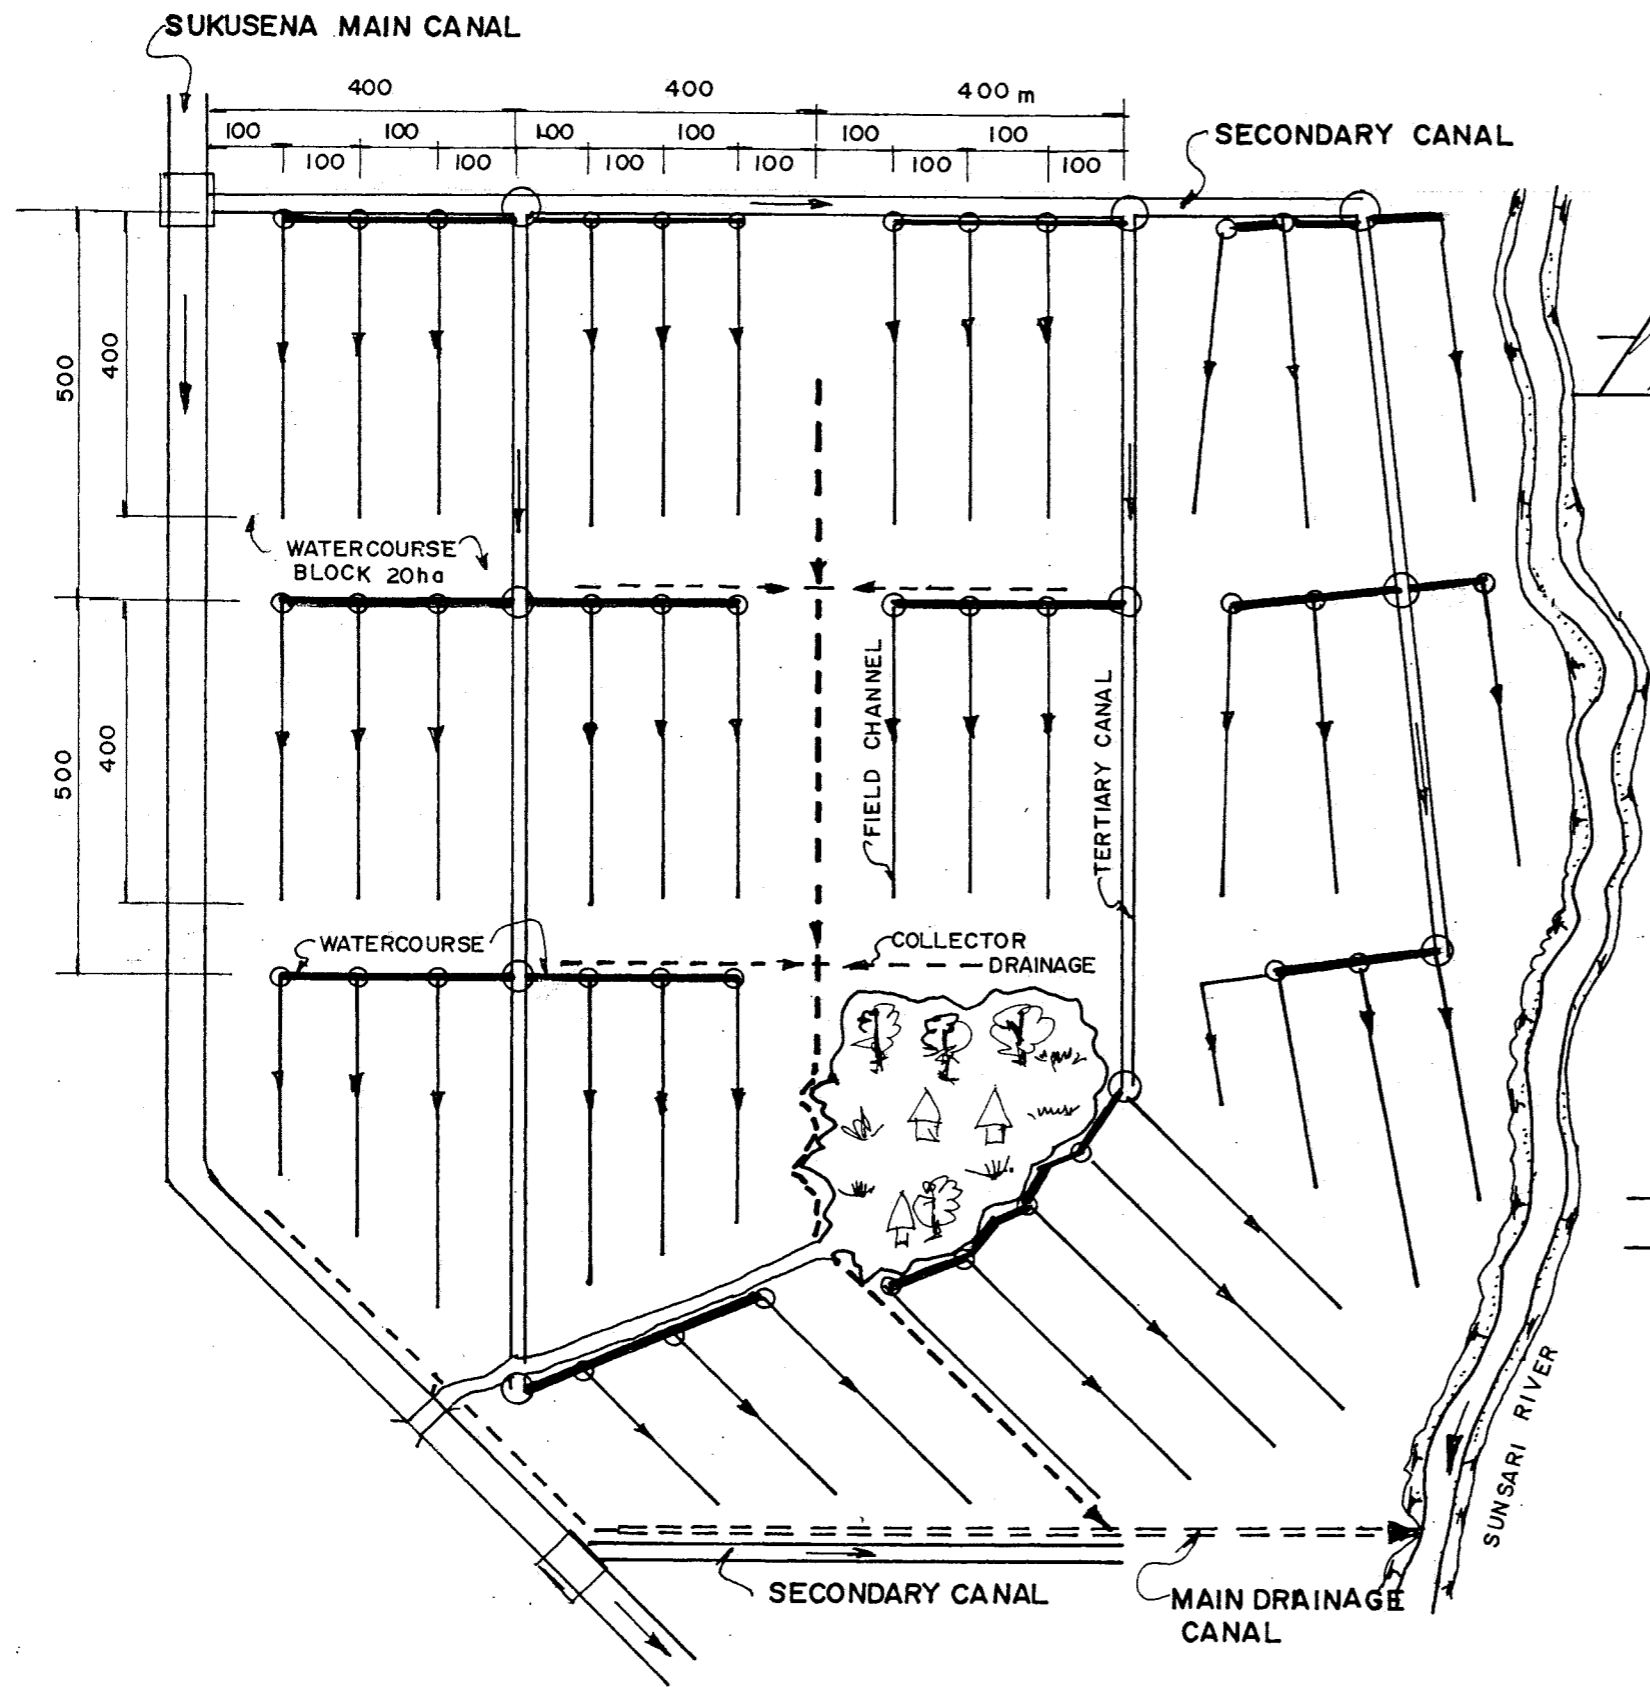 SUKUSENA MAIN CANAL
400
400
400 m
100
100
100
100
100
100
100
100
100
100
100
100
SECONDARY CANAL
500
400
WATERCOURSE
BLOCK 20ha
500
400
FIELD CHANNEL
TERTIARY CANAL
WATERCOURSE
COLLECTOR
DRAINAGE
SUNSARI RIVER
SECONDARY CANAL
MAIN DRAINAGE
CANAL